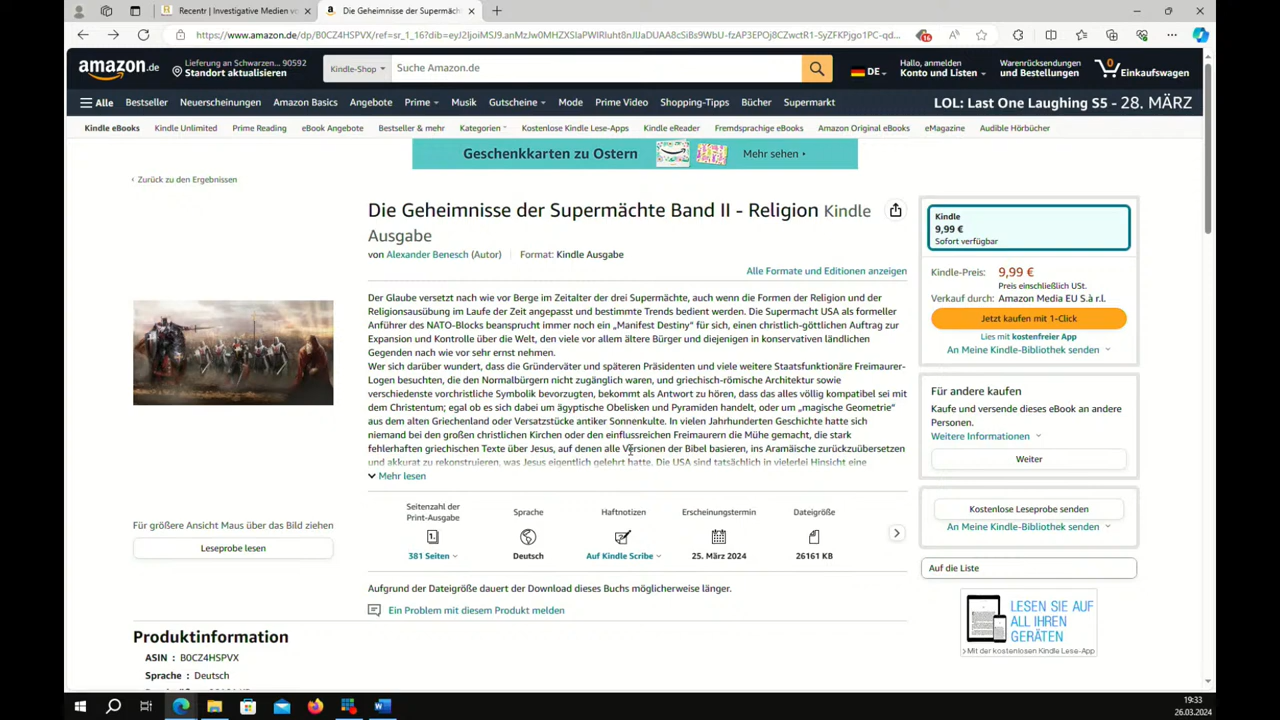 Recentr | Investigative Medien vo
Die Geheimnisse der Supermäch
https://www.amazon.de/dp/B0CZ4HSPVX/ref=sr_1_16?
16
amazon.de
Lieferung an Schwarzen... 90592
Standort aktualisieren
Kindle-Shop
Suche Amazon.de
DE
Hallo, anmelden
Konto und Listen
Warenrücksendungen
und Bestellungen
0
Einkaufswagen
Alle
Bestseller
Neuerscheinungen
Amazon Basics
Angebote
Prime
Musik
Gutscheine
Mode
Prime Video
Shopping-Tipps
Bücher
Supermarkt
LOL: Last One Laughing S5 - 28. MÄRZ
Kindle eBooks
Kindle Unlimited
Prime Reading
eBook Angebote
Bestseller & mehr
Kategorien
Kostenlose Kindle Lese-Apps
Kindle eReader
Fremdsprachige eBooks
Amazon Original eBooks
eMagazine
Audible Hörbücher
Geschenkkarten zu Ostern
Mehr sehen
‹ Zurück zu den Ergebnissen
Die Geheimnisse der Supermächte Band II - Religion Kindle
Ausgabe
von Alexander Benesch (Autor)
Format: Kindle Ausgabe
Alle Formate und Editionen anzeigen
Der Glaube versetzt nach wie vor Berge im Zeitalter der drei Supermächte, auch wenn die Formen der Religion und der
Religionsausübung im Laufe der Zeit angepasst und bestimmte Trends bedient werden. Die Supermacht USA als formeller
Anführer des NATO-Blocks beansprucht immer noch ein „Manifest Destiny“ für sich, einen christlich-göttlichen Auftrag zur
Expansion und Kontrolle über die Welt, den viele vor allem ältere Bürger und diejenigen in konservativen ländlichen
Gegenden nach wie vor sehr ernst nehmen.
Wer sich darüber wundert, dass die Gründerväter und späteren Präsidenten und viele weitere Staatsfunktionäre Freimaurer-
Logen besuchten, die den Normalbürgern nicht zugänglich waren, und griechisch-römische Architektur sowie
verschiedenste vorchristliche Symbolik bevorzugten, bekommt als Antwort zu hören, dass das alles völlig kompatibel sei mit
dem Christentum; egal ob es sich dabei um ägyptische Obelisken und Pyramiden handelt, oder um „magische Geometrie“
aus dem alten Griechenland oder Versatzstücke antiker Sonnenkulte. In vielen Jahrhunderten Geschichte hatte sich
niemand bei den großen christlichen Kirchen oder den einflussreichen Freimaurern die Mühe gemacht, die stark
fehlerhaften griechischen Texte über Jesus, auf denen alle Versionen der Bibel basieren, ins Aramäische zurückzuübersetzen
und akkurat zu rekonstruieren, was Jesus eigentlich gelehrt hatte. Die USA sind tatsächlich in vielerlei Hinsicht eine
Mehr lesen
Seitenzahl der
Print-Ausgabe
381 Seiten
Sprache
Deutsch
Haftnotizen
Auf Kindle Scribe
Erscheinungstermin
25. März 2024
Dateigröße
26161 KB
Aufgrund der Dateigröße dauert der Download dieses Buchs möglicherweise länger.
Ein Problem mit diesem Produkt melden
Für größere Ansicht Maus über das Bild ziehen
Leseprobe lesen
Produktinformation
ASIN : B0CZ4HSPVX
Sprache : Deutsch
Kindle
9,99 €
Sofort verfügbar
Kindle-Preis: 9,99 €
Preis einschließlich USt.
Verkauf durch: Amazon Media EU S.à r.l.
Jetzt kaufen mit 1-Click
Lies mit kostenfreier App
An Meine Kindle-Bibliothek senden
Für andere kaufen
Kaufe und versende dieses eBook an andere
Personen.
Weitere Informationen
Weiter
Kostenlose Leseprobe senden
An Meine Kindle-Bibliothek senden
Auf die Liste
LESEN SIE AUF
ALL IHREN
GERÄTEN
› Mit der kostenlosen Kindle Lese-App
19:33
26.03.2024